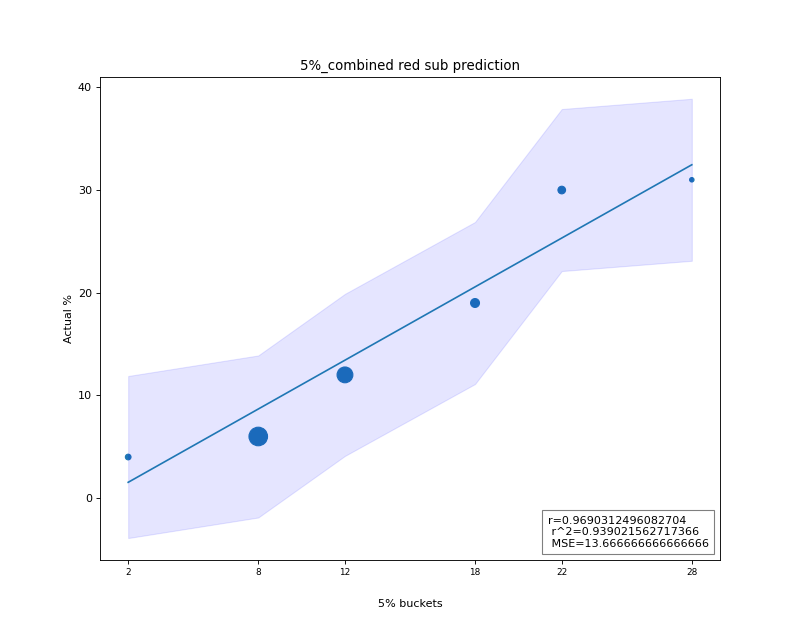 5%_combined red sub prediction
40
30
20
10
0
Actual %
r=0.9690312496082704
r^2=0.939021562717366
MSE=13.666666666666666
2 8 12 18 22 28
5% buckets